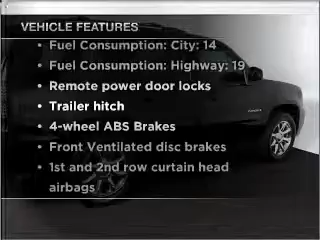 VEHICLE FEATURES
• Fuel Consumption: City: 14
• Fuel Consumption: Highway: 19
• Remote power door locks
• Trailer hitch
• 4-wheel ABS Brakes
• Front Ventilated disc brakes
• 1st and 2nd row curtain head
airbags